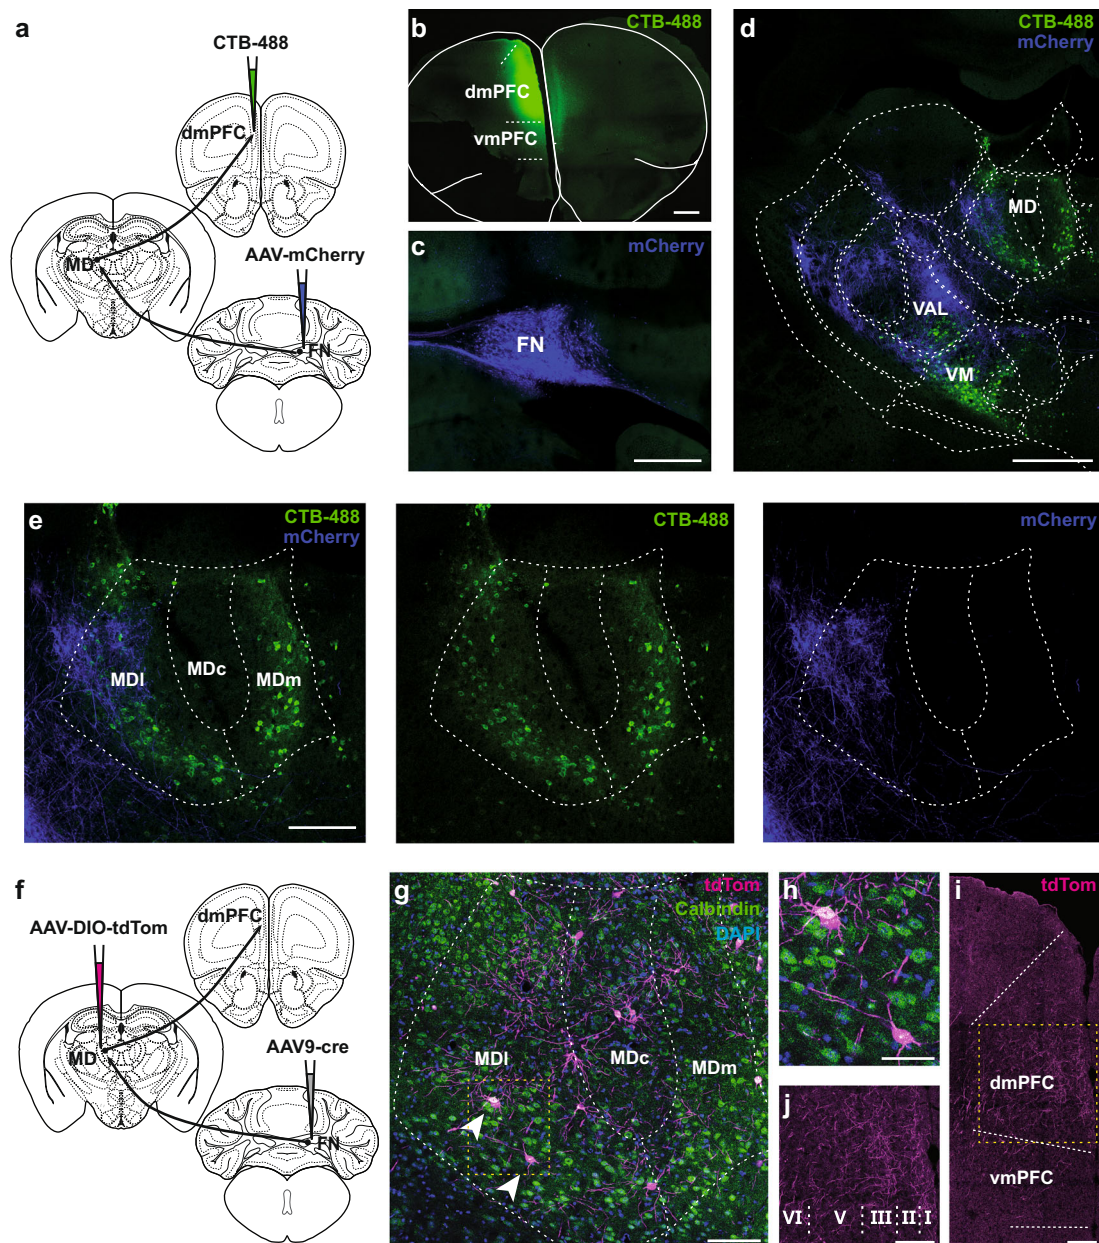 a
CTB-488
dmPFC
MD
AAV-mCherry
FN
b
CTB-488
dmPFC
vmPFC
c
mCherry
FN
d
CTB-488
mCherry
MD
VAL
VM
e
CTB-488
mCherry
MDl
MDc
MDm
CTB-488
mCherry
f
AAV-DIO-tdTom
dmPFC
MD
AAV9-cre
FN
g
tdTom
Calbindin
DAPI
MDl
MDc
MDm
h
i
tdTom
dmPFC
vmPFC
j
VI V III II I